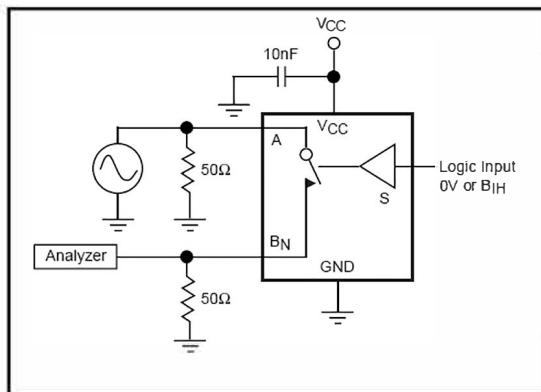 VCC
10nF
VCC
A
50Ω
Logic Input
0V or BIH
S
BN
Analyzer
GND
50Ω